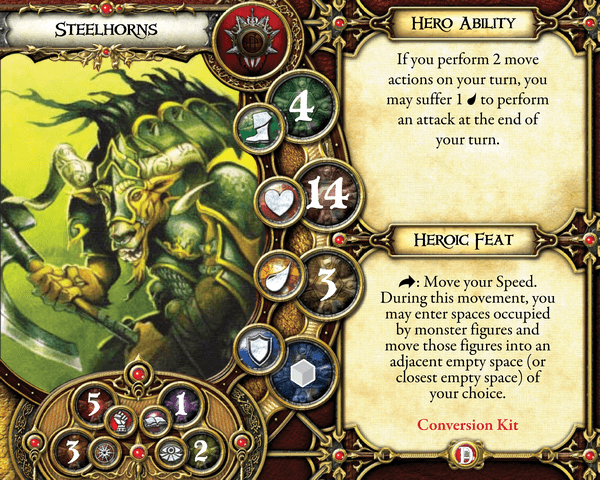 Steelhorns
4
14
3
5
1
3
2
Hero Ability
If you perform 2 move
actions on your turn, you
may suffer 1 to perform
an attack at the end of
your turn.
Heroic Feat
: Move your Speed.
During this movement, you
may enter spaces occupied
by monster figures and
move those figures into an
adjacent empty space (or
closest empty space) of
your choice.
Conversion Kit
D